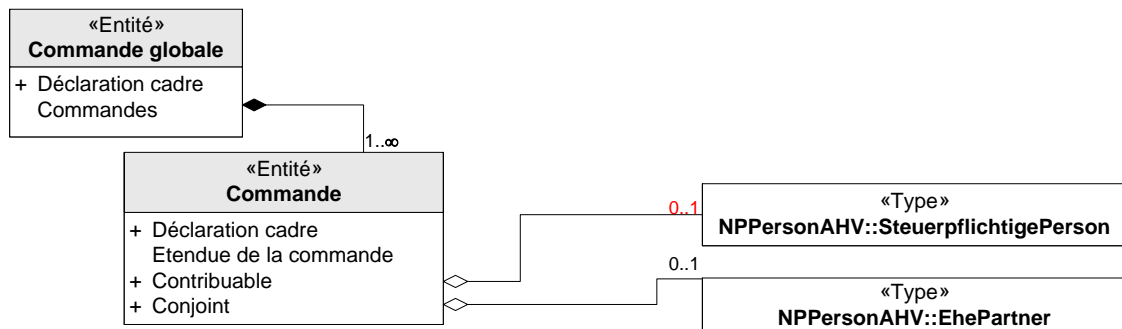 «Entité»
Commande globale
+ Déclaration cadre
Commandes
1..∞
«Entité»
Commande
+ Déclaration cadre
Etendue de la commande
+ Contribuable
+ Conjoint
0..1
«Type»
NPPersonAHV::SteuerpflichtigePerson
0..1
«Type»
NPPersonAHV::EhePartner